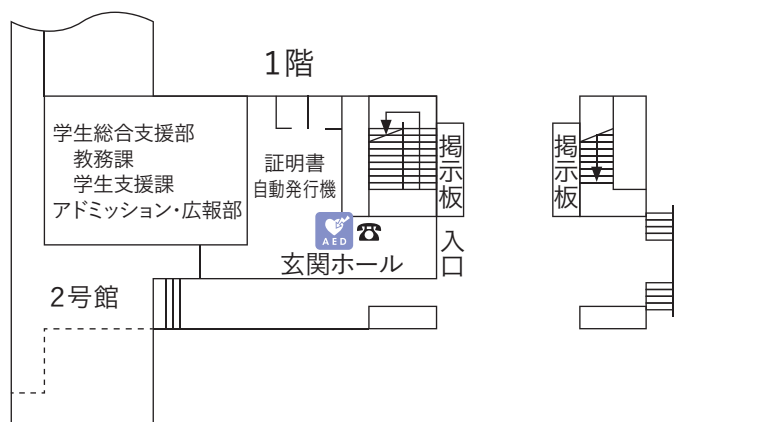 1階
学生総合支援部
教務課
学生支援課
アドミッション・広報部
証明書
自動発行機
掲示板
掲示板
AED
玄関ホール
入口
2号館